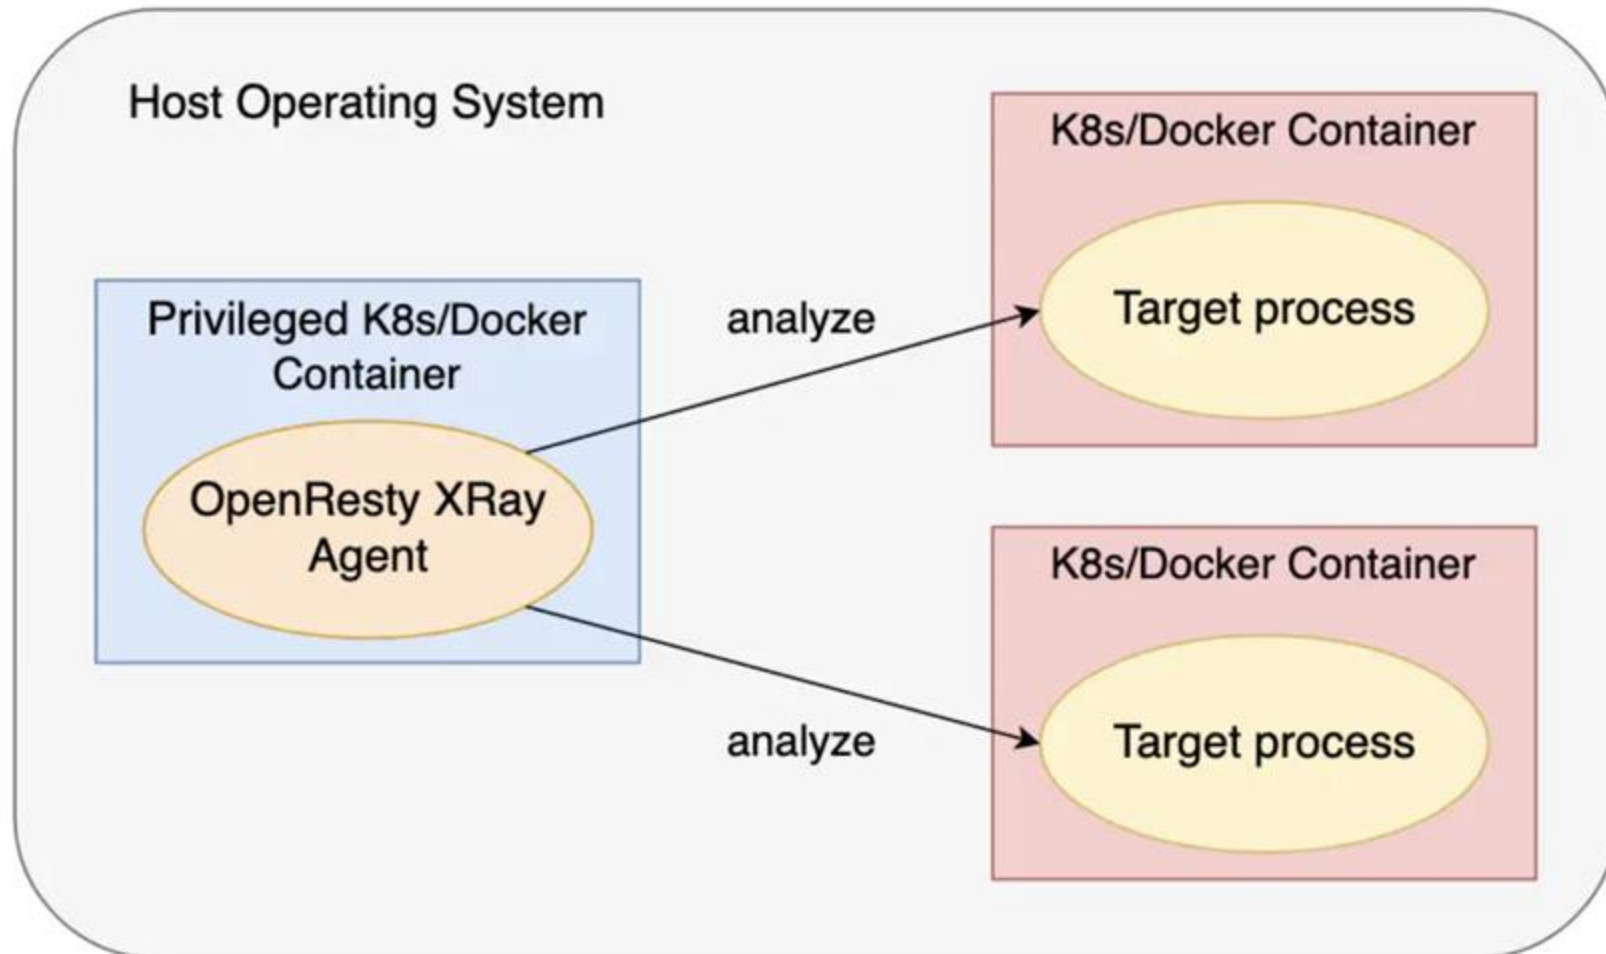 Host Operating System
Privileged K8s/Docker
Container
OpenResty XRay
Agent
analyze
analyze
K8s/Docker Container
Target process
K8s/Docker Container
Target process